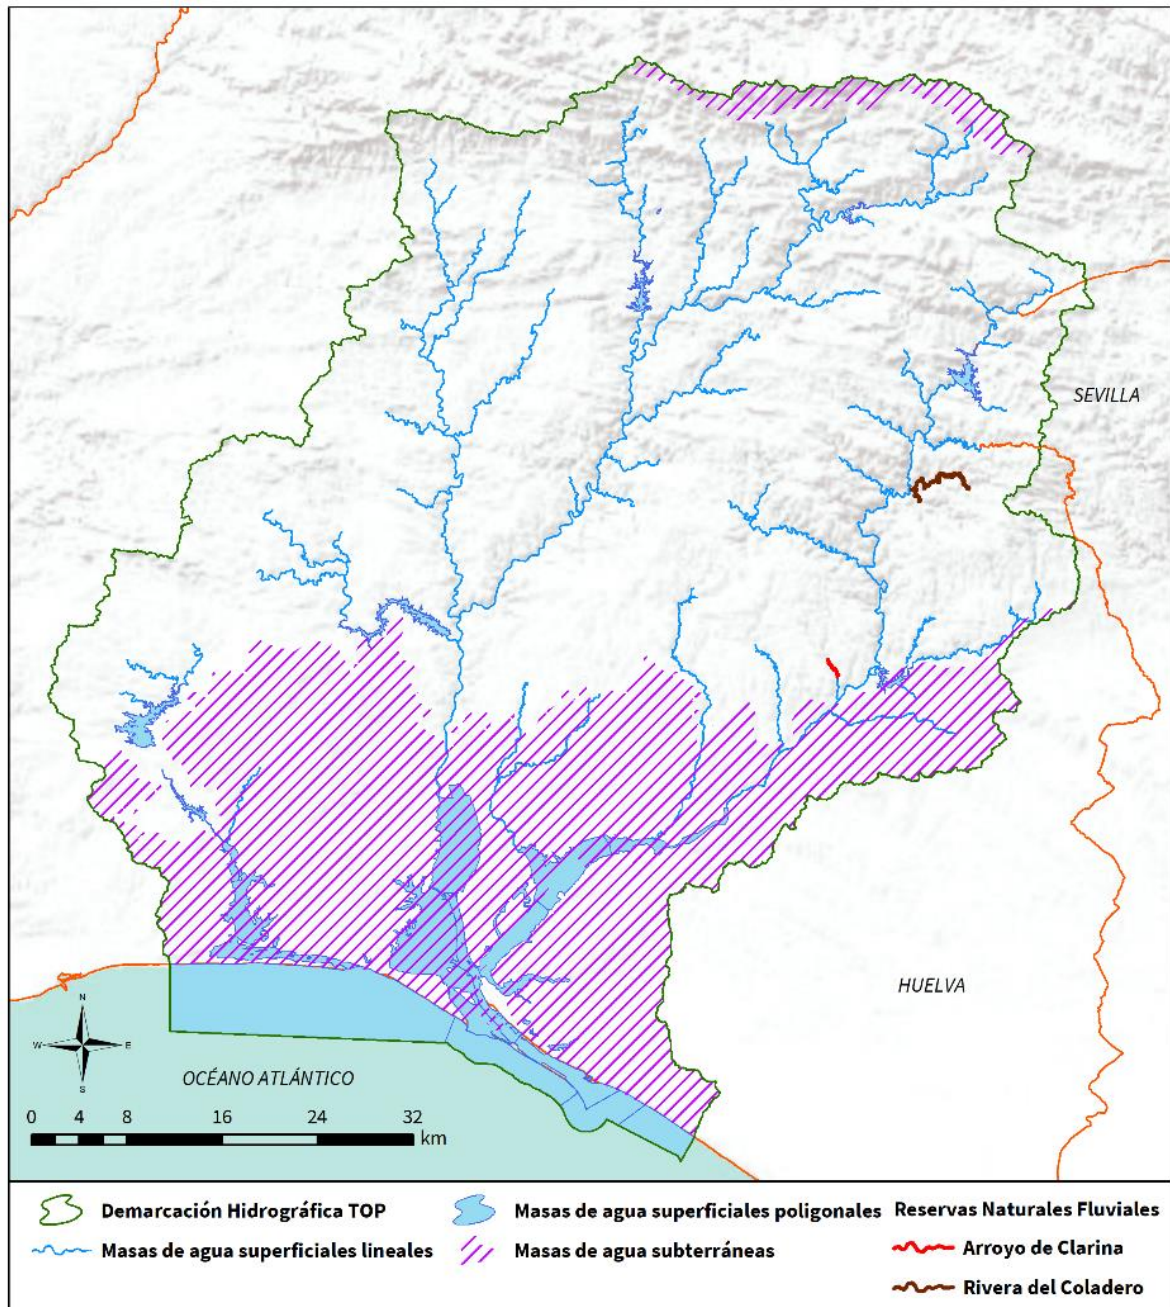 SEVILLA
HUELVA
N
W E
S
OCÉANO ATLÁNTICO
0 4 8 16 24 32
km
Demarcación Hidrográfica TOP
Masas de agua superficiales poligonales
Reservas Naturales Fluviales
Masas de agua superficiales lineales
Masas de agua subterráneas
Arroyo de Clarina
Rivera del Coladero